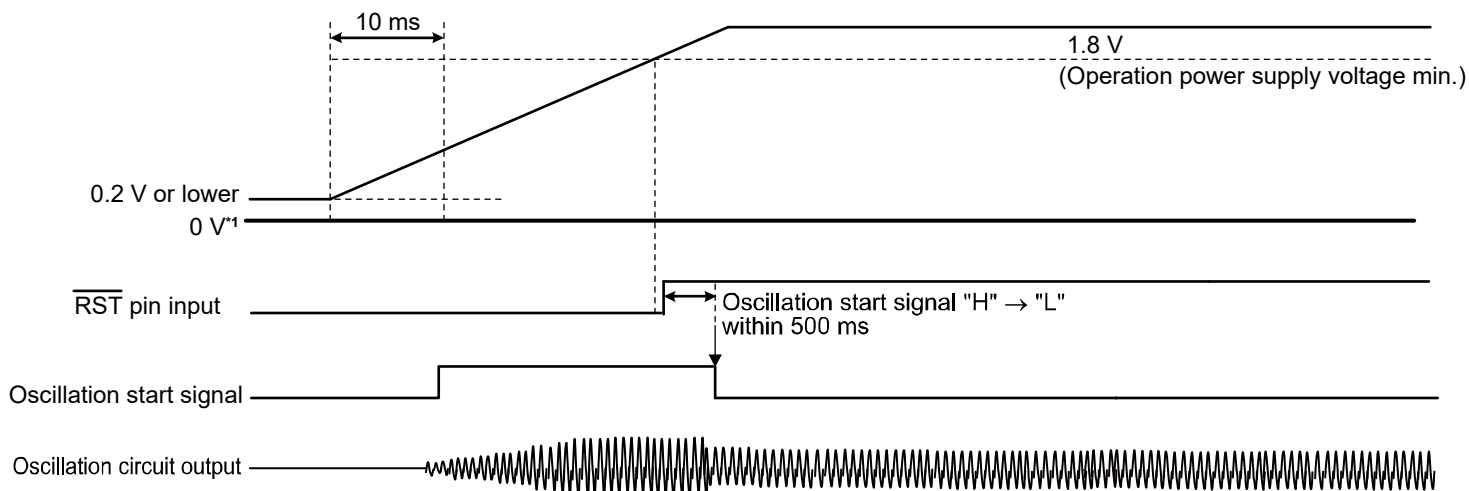 10 ms
1.8 V
(Operation power supply voltage min.)
0.2 V or lower
0 V*1
RST pin input
Oscillation start signal "H" → "L"
within 500 ms
Oscillation start signal
Oscillation circuit output